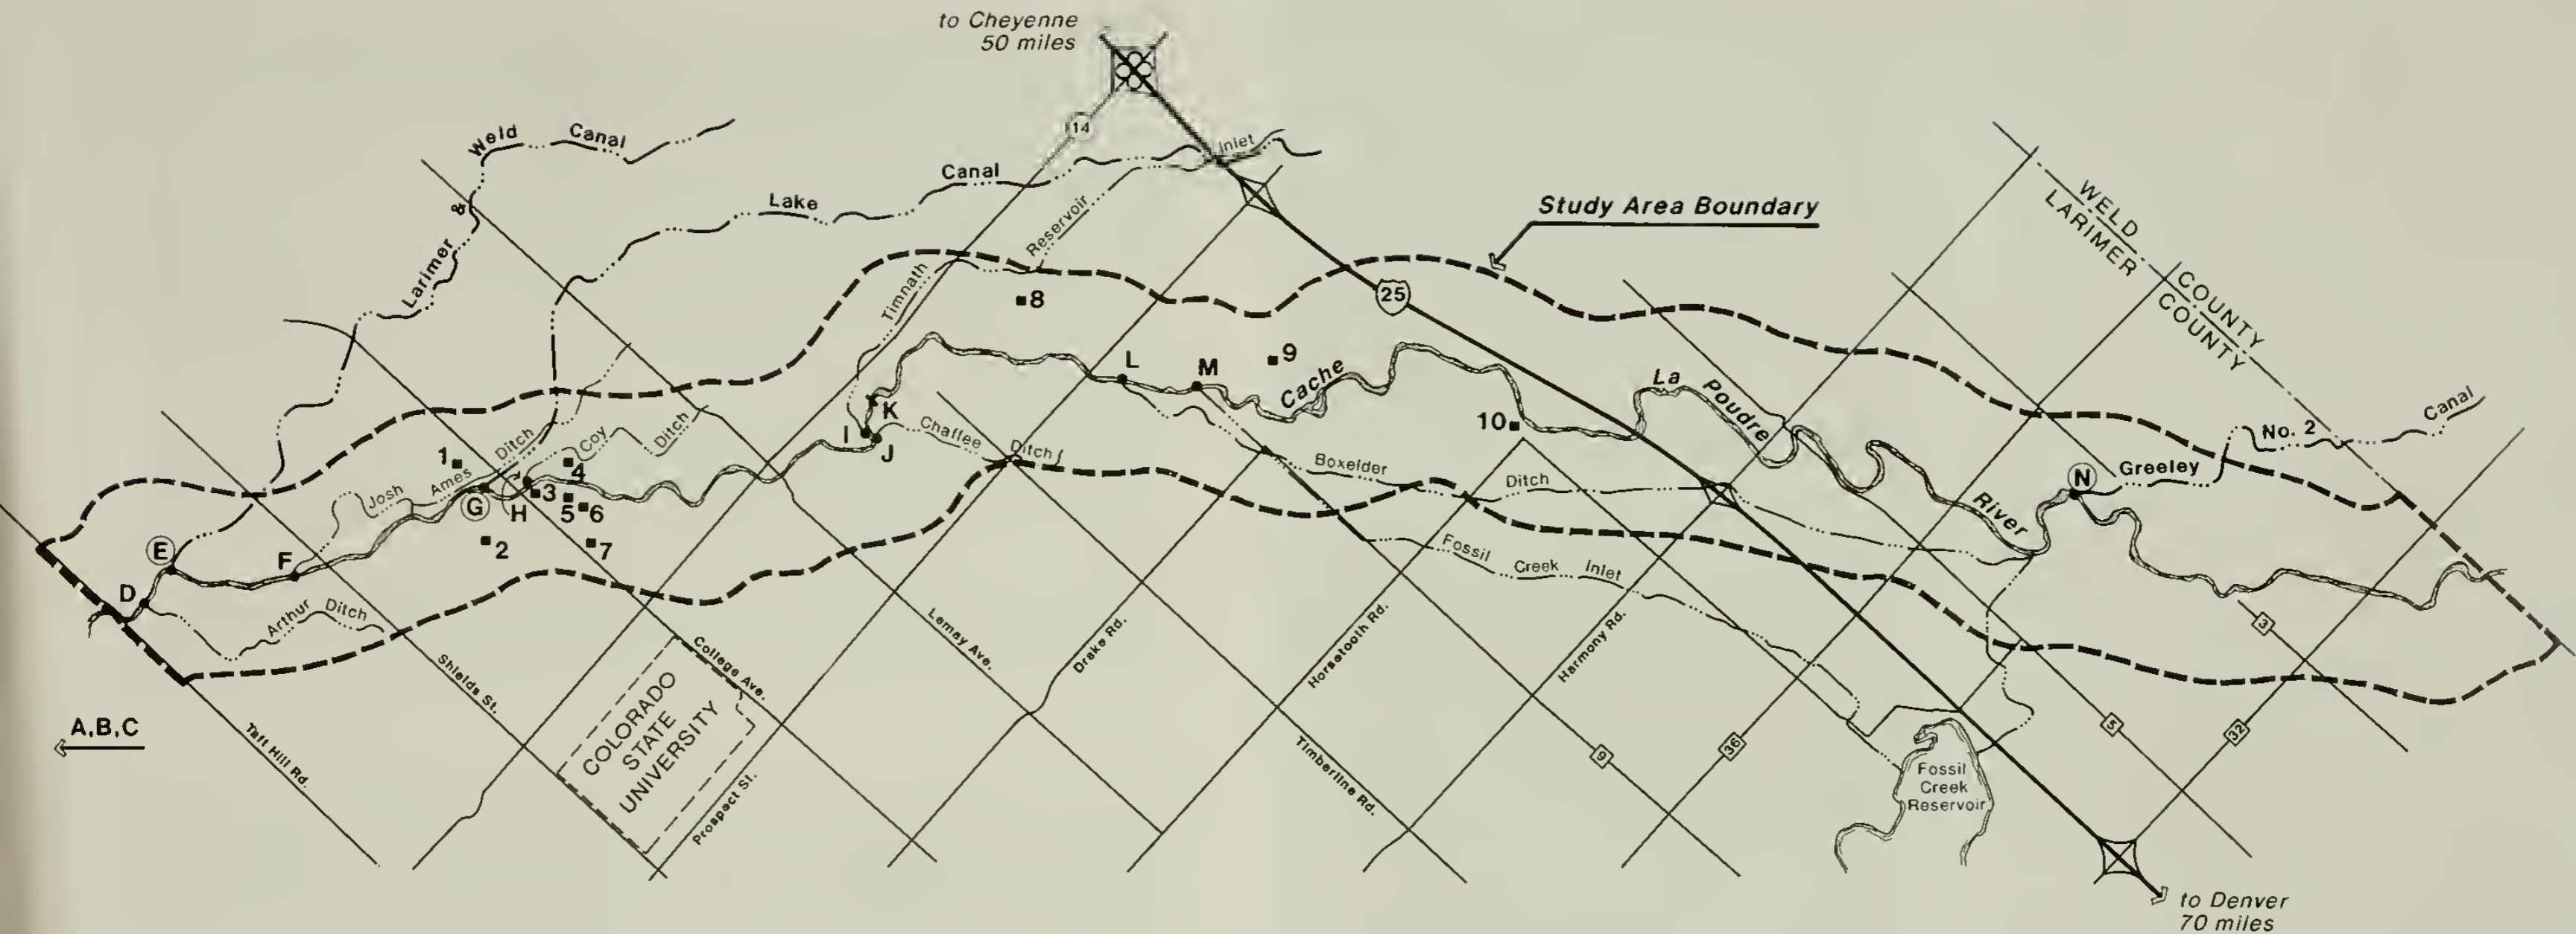 to Cheyenne
50 miles
14
Weld
Canal
&
Larimer
Inlet
Canal
Lake
Reservoir
Timnath
Study Area Boundary
WELD COUNTY
LARIMER COUNTY
25
8
9
Cache
La
Poudre
River
L
M
K
I
J
10
Chaffee
Ditch
Boxelder
Ditch
Canal
No. 2
Greeley
N
1
Josh
Ames
Ditch
Coy
Ditch
4
3
G
H
5
6
2
7
E
F
D
Arthur
Ditch
Fossil
Creek
Inlet
3
A,B,C
Taft Hill Rd.
Shields St.
COLORADO
STATE
UNIVERSITY
College Ave.
Prospect St.
Lemay Ave.
Drake Rd.
Timberline Rd.
Horsetooth Rd.
Harmony Rd.
9
36
5
32
Fossil
Creek
Reservoir
to Denver
70 miles